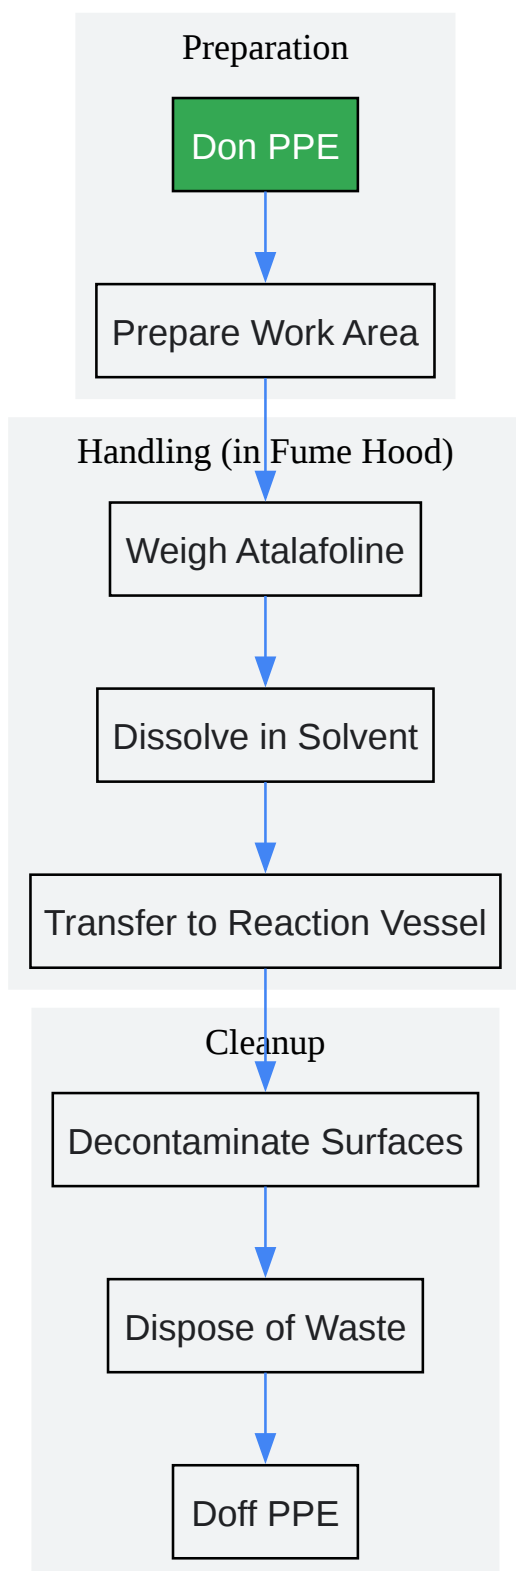 Preparation
Don PPE
Prepare Work Area
Handling (in Fume Hood)
Weigh Atalafoline
Dissolve in Solvent
Transfer to Reaction Vessel
Cleanup
Decontaminate Surfaces
Dispose of Waste
Doff PPE